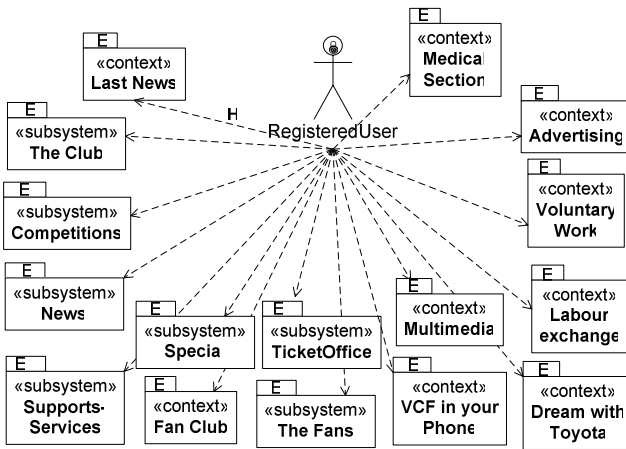 E
«context»
Last News
E
«context»
Medical
Section
H
RegisteredUser
E
«subsystem»
The Club
E
«context»
Advertising
E
«subsystem»
Competitions
E
«context»
Voluntary
Work
E
«subsystem»
News
E
«subsystem»
Specia
E
«subsystem»
TicketOffice
E
«context»
Multimedia
E
«context»
Labour
exchange
E
«subsystem»
Supports-
Services
E
«context»
Fan Club
E
«subsystem»
The Fans
E
«context»
VCF in your
Phone
E
«context»
Dream with
Toyota